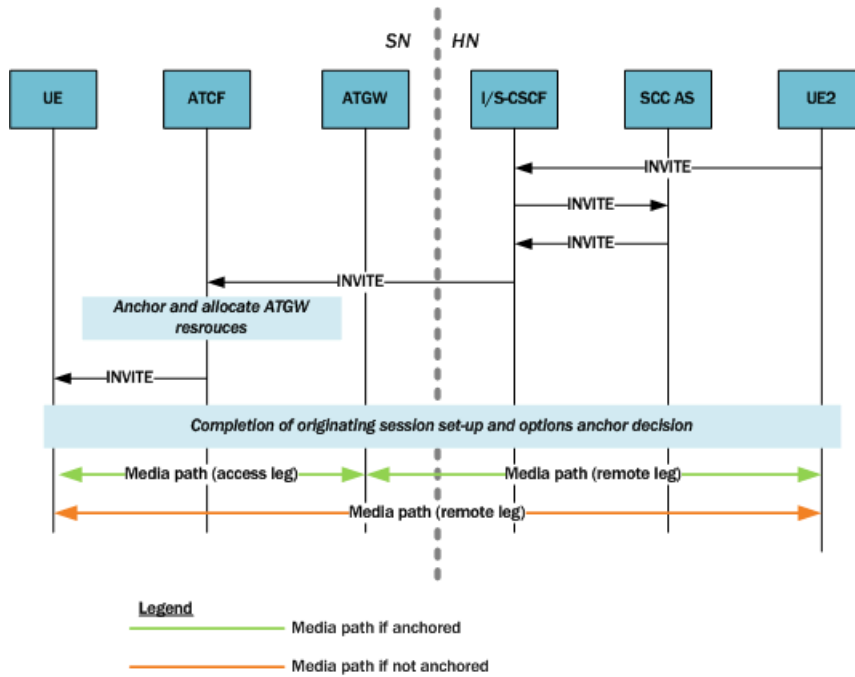 SN HN
UE ATCF ATGW I/S-CSCF SCC AS UE2
INVITE
INVITE
INVITE
INVITE
Anchor and allocate ATGW
resrouces
INVITE
Completion of originating session set-up and options anchor decision
Media path (access leg) Media path (remote leg)
Media path (remote leg)
Legend
Media path if anchored
Media path if not anchored